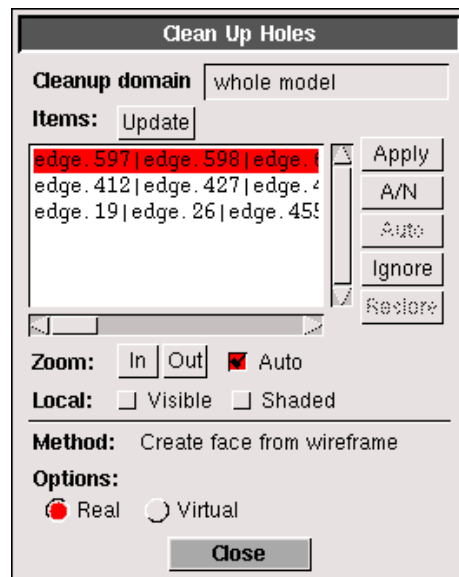 Clean Up Holes
Cleanup domain whole model
Items: Update
edge.597|edge.598|edge.
edge.412|edge.427|edge.4
edge.19|edge.26|edge.455
Apply
A/N
Auto
Ignore
Restore
Zoom: In Out Auto
Local: Visible Shaded
Method: Create face from wireframe
Options:
Real Virtual
Close